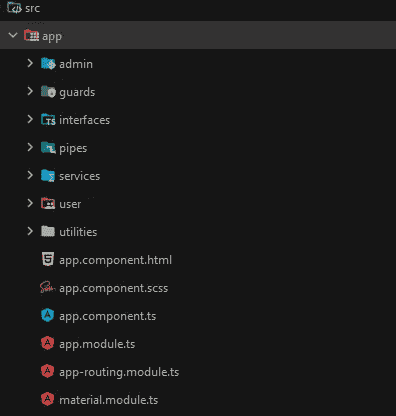 src
app
admin
guards
interfaces
pipes
services
user
utilities
app.component.html
app.component.scss
app.component.ts
app.module.ts
app-routing.module.ts
material.module.ts